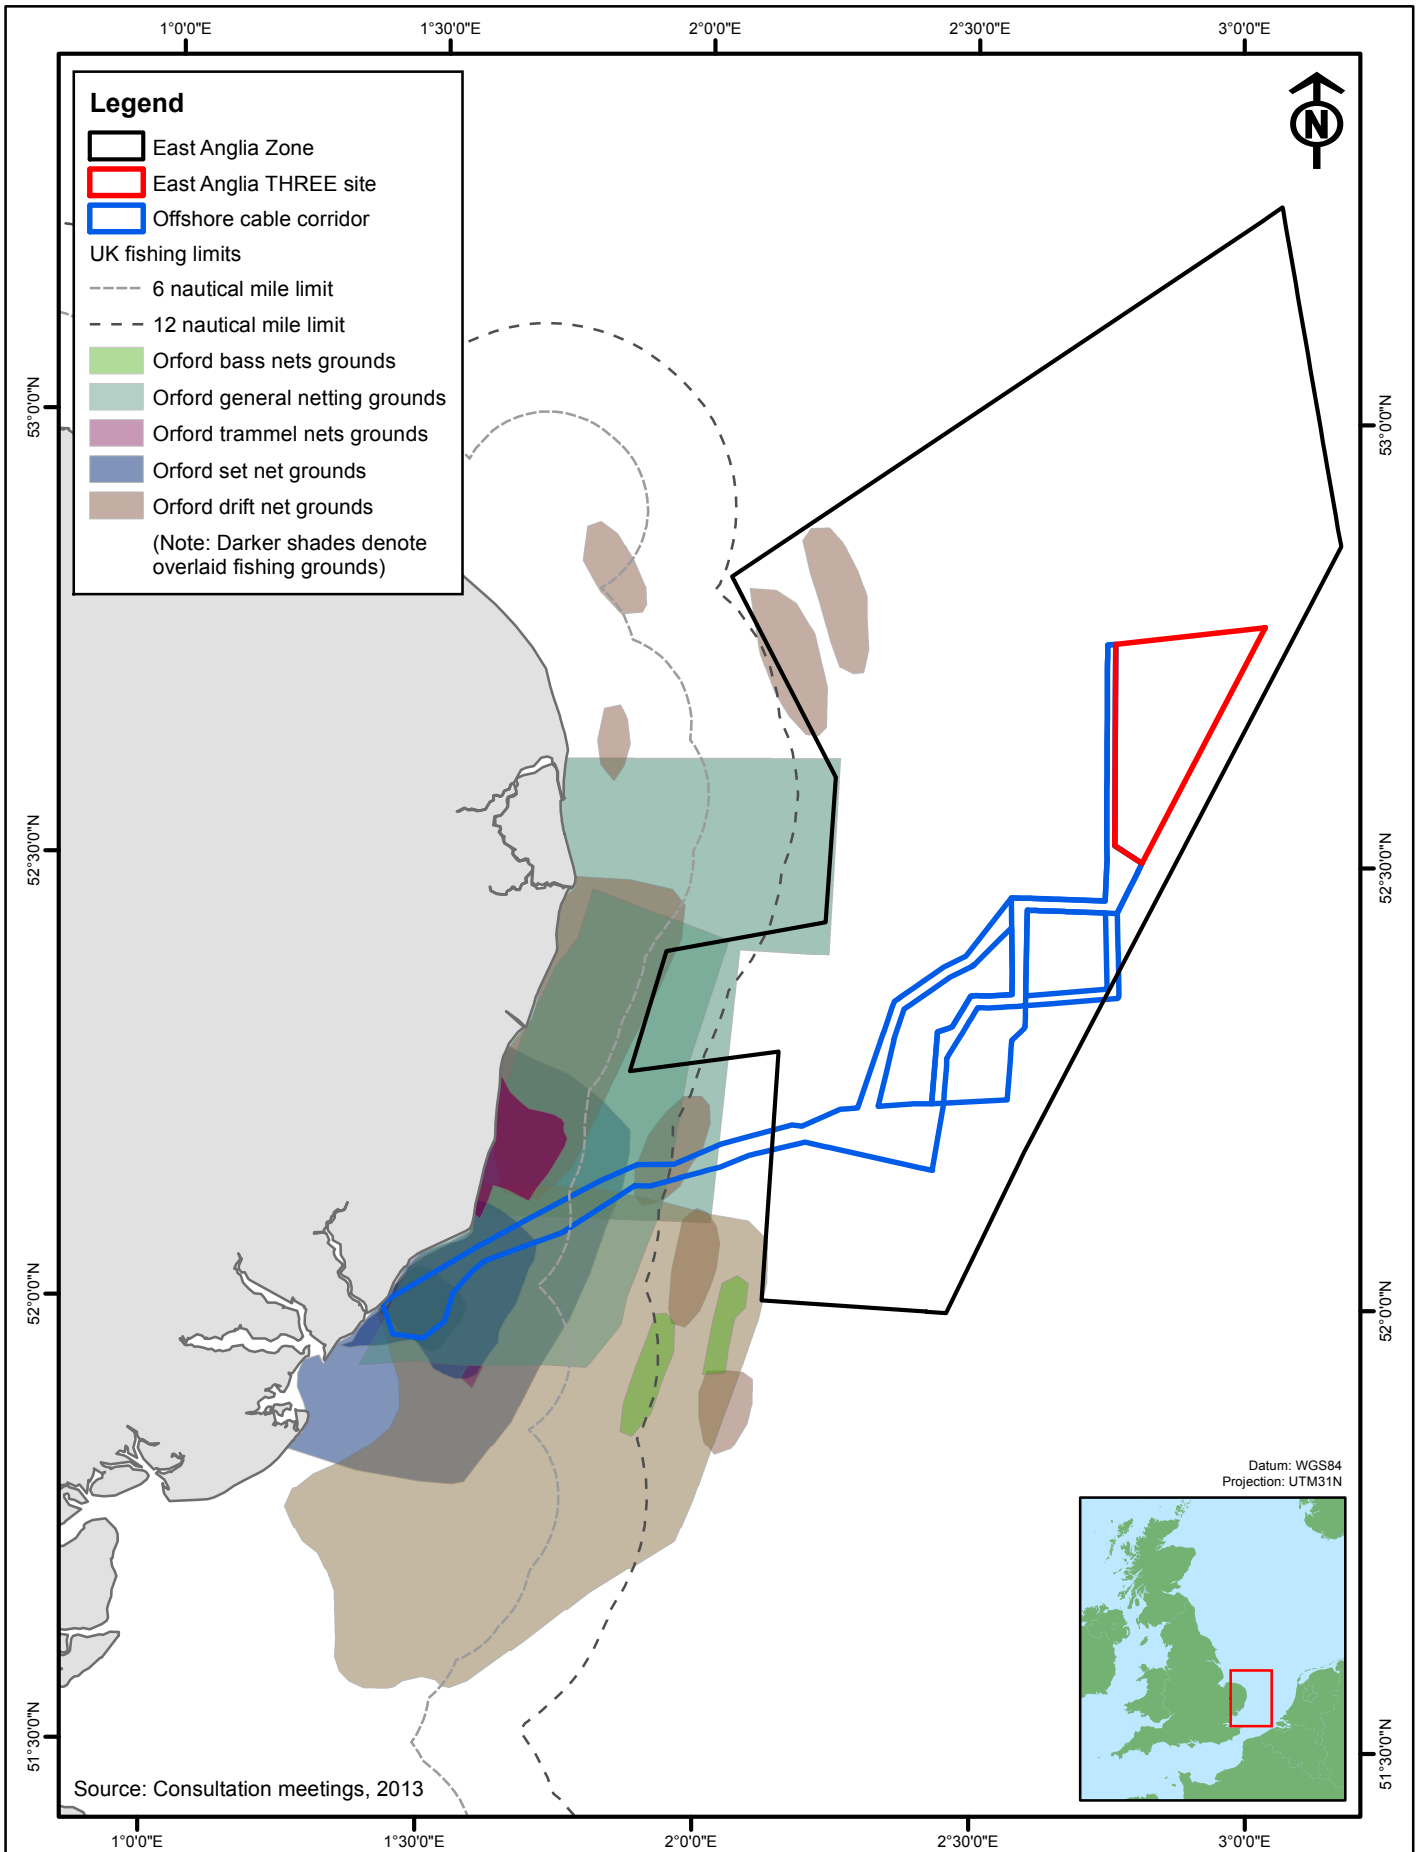 1°0'0"E
1°30'0"E
2°0'0"E
2°30'0"E
3°0'0"E
Legend
East Anglia Zone
East Anglia THREE site
Offshore cable corridor
UK fishing limits
6 nautical mile limit
12 nautical mile limit
Orford bass nets grounds
Orford general netting grounds
Orford trammel nets grounds
Orford set net grounds
Orford drift net grounds
(Note: Darker shades denote
overlaid fishing grounds)
N
53°0'0"N
53°0'0"N
52°30'0"N
52°30'0"N
52°0'0"N
52°0'0"N
51°30'0"N
51°30'0"N
Datum: WGS84
Projection: UTM31N
Source: Consultation meetings, 2013
1°0'0"E
1°30'0"E
2°0'0"E
2°30'0"E
3°0'0"E